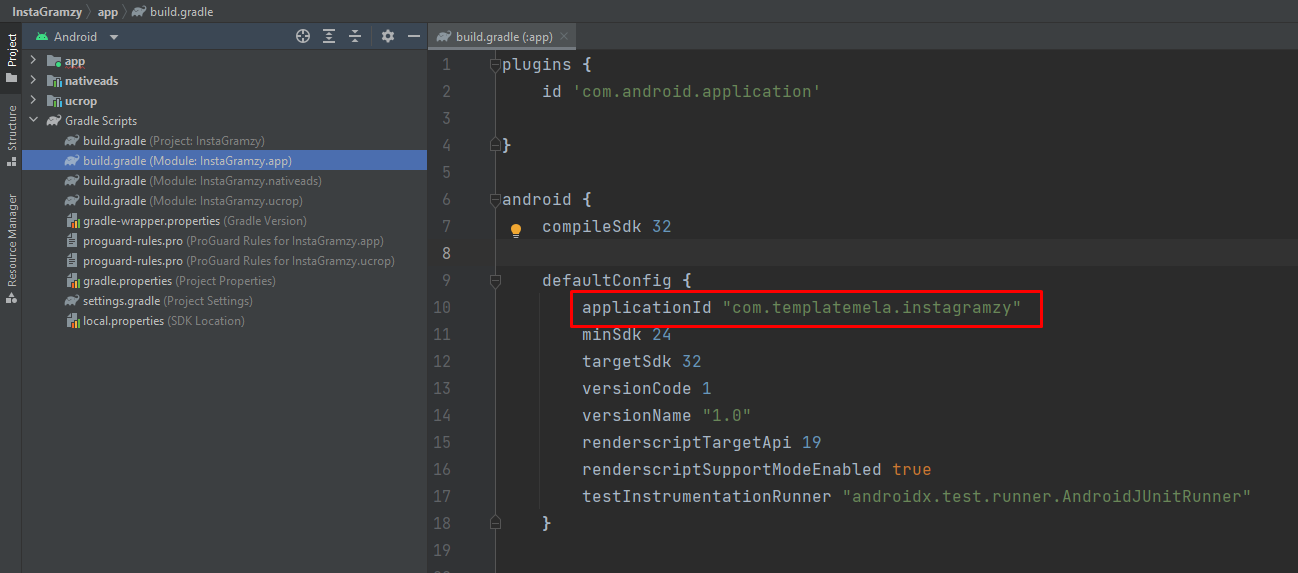 InstaGramzy
app
build.gradle
Project
Structure
Resource Manager
Android
app
nativeads
ucrop
Gradle Scripts
build.gradle (Project: InstaGramzy)
build.gradle (Module: InstaGramzy.app)
build.gradle (Module: InstaGramzy.nativeads)
build.gradle (Module: InstaGramzy.ucrop)
gradle-wrapper.properties (Gradle Version)
proguard-rules.pro (ProGuard Rules for InstaGramzy.app)
proguard-rules.pro (ProGuard Rules for InstaGramzy.ucrop)
gradle.properties (Project Properties)
settings.gradle (Project Settings)
local.properties (SDK Location)
build.gradle (:app)
1 plugins {
2 id 'com.android.application'
3
4 }
5
6 android {
7 compileSdk 32
8
9 defaultConfig {
10 applicationId "com.templatemela.instagramzy"
11 minSdk 24
12 targetSdk 32
13 versionCode 1
14 versionName "1.0"
15 renderscriptTargetApi 19
16 renderscriptSupportModeEnabled true
17 testInstrumentationRunner "androidx.test.runner.AndroidJUnitRunner"
18 }
19